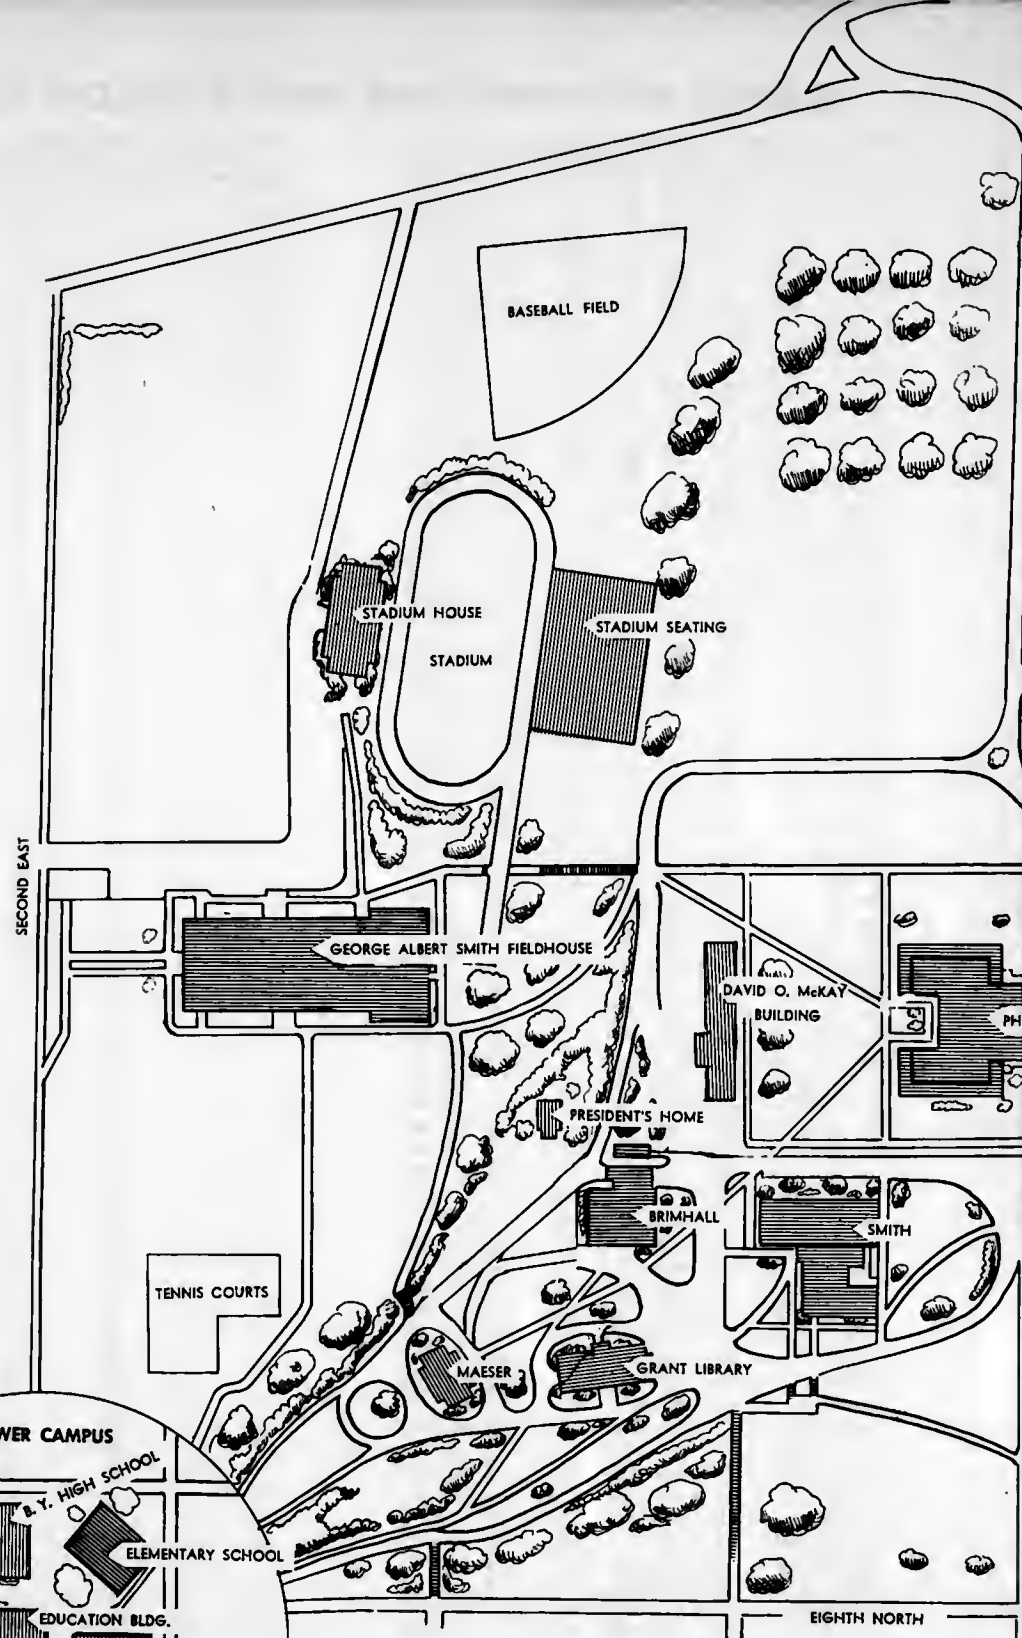 BASEBALL FIELD
STADIUM HOUSE
STADIUM SEATING
STADIUM
SECOND EAST
GEORGE ALBERT SMITH FIELDHOUSE
DAVID O. McKAY
BUILDING
PH
PRESIDENT'S HOME
BRIMHALL
SMITH
TENNIS COURTS
MAESER
GRANT LIBRARY
WER CAMPUS
B. Y. HIGH SCHOOL
ELEMENTARY SCHOOL
EDUCATION BLDG.
EIGHTH NORTH